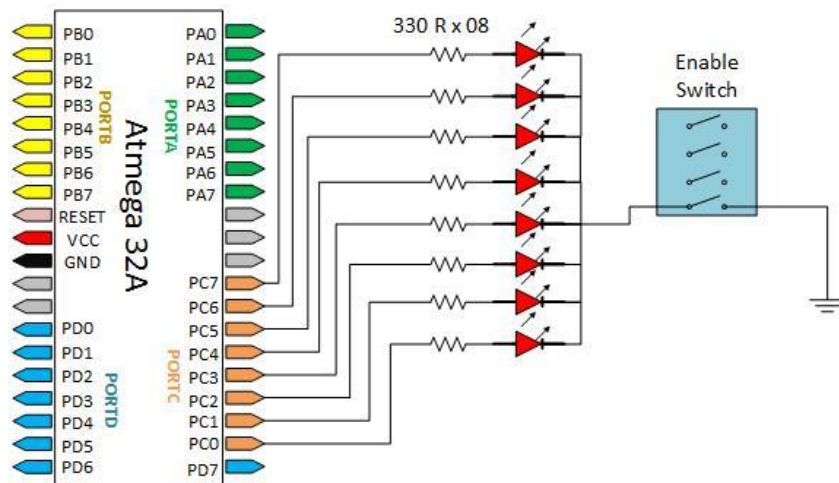 330 R x 08
Enable
Switch
Atmega 32A
PORTB
PORTA
PORTD
PORTC
PB0
PB1
PB2
PB3
PB4
PB5
PB6
PB7
RESET
VCC
GND
PD0
PD1
PD2
PD3
PD4
PD5
PD6
PA0
PA1
PA2
PA3
PA4
PA5
PA6
PA7
PC7
PC6
PC5
PC4
PC3
PC2
PC1
PC0
PD7